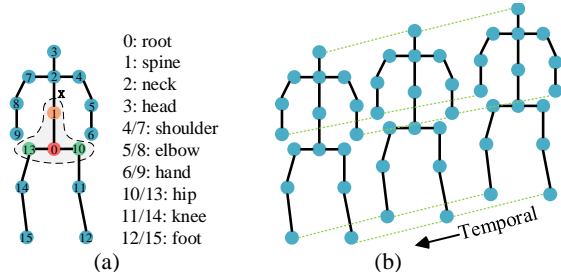 3
7 2 4
x
8 1 5
9 6
13 0 10
14 11
15 12
0: root
1: spine
2: neck
3: head
4/7: shoulder
5/8: elbow
6/9: hand
10/13: hip
11/14: knee
12/15: foot
(a)
Temporal
(b)